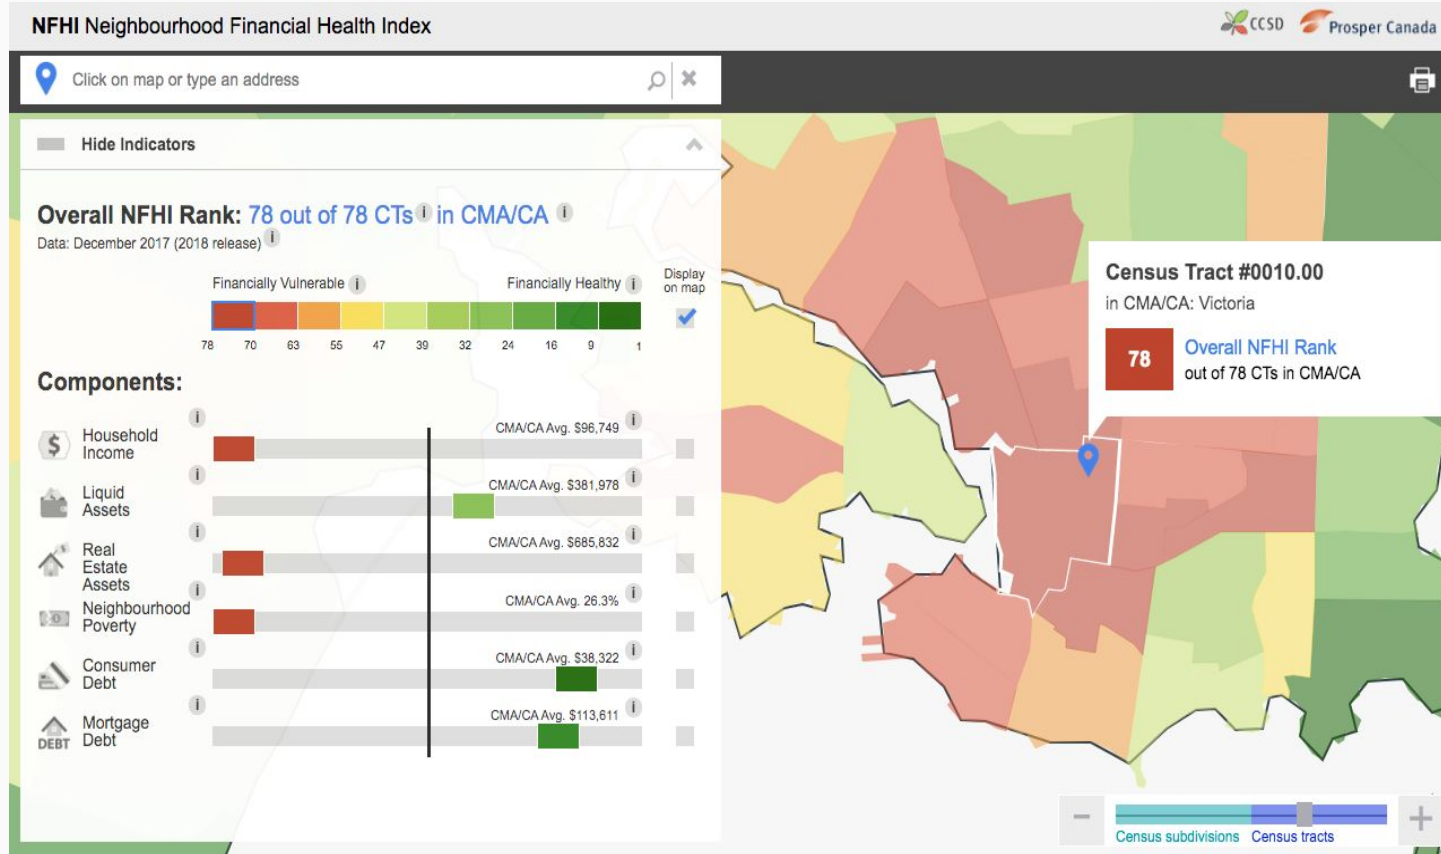 NFHI Neighbourhood Financial Health Index
CCSD Prosper Canada
Click on map or type an address
Hide Indicators
Overall NFHI Rank: 78 out of 78 CTs i in CMA/CA i
Data: December 2017 (2018 release) i
Financially Vulnerable i
Financially Healthy i
Display
on map
78 70 63 55 47 39 32 24 16 9 1
Components:
Household
Income
i
CMA/CA Avg. $96,749 i
Liquid
Assets
i
CMA/CA Avg. $381,978 i
Real
Estate
Assets
i
CMA/CA Avg. $685,832 i
Neighbourhood
Poverty
i
CMA/CA Avg. 26.3% i
Consumer
Debt
i
CMA/CA Avg. $38,322 i
DEBT
Mortgage
Debt
i
CMA/CA Avg. $113,611 i
Census Tract #0010.00
in CMA/CA: Victoria
78
Overall NFHI Rank
out of 78 CTs in CMA/CA
Census subdivisions Census tracts